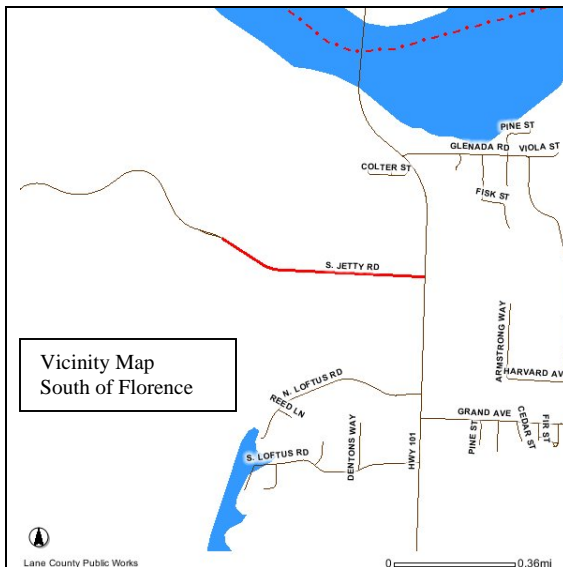 PINE ST
GLENADA RD
VIOLA ST
COLTER ST
FISK ST
S. JETTY RD
ARMSTRONG WAY
Vicinity Map
South of Florence
N. LOFTUS RD
HARVARD AV
REED LN
GRAND AVE
PINE ST
CEDAR ST
FIR ST
S. LOFTUS RD
DENTONS WAY
HWY 101
Lane County Public Works
0 0.36mi